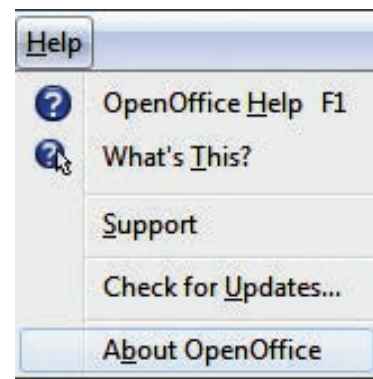 Help
OpenOffice Help F1
What's This?
Support
Check for Updates...
About OpenOffice